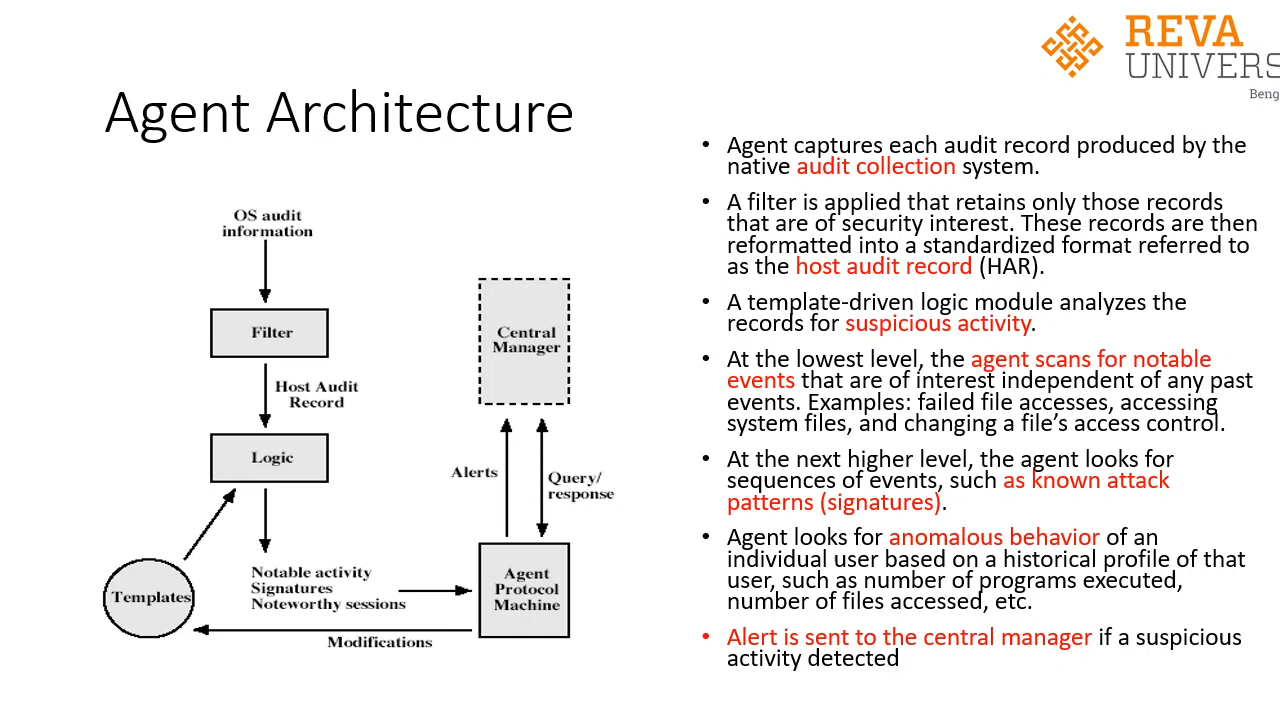 REVA
UNIVERS
Beng
Agent Architecture
OS audit
information
Filter
Host Audit
Record
Logic
Templates
Notable activity
Signatures
Noteworthy sessions
Modifications
Central
Manager
Alerts
Query/
response
Agent
Protocol
Machine
• Agent captures each audit record produced by the
native audit collection system.
• A filter is applied that retains only those records
that are of security interest. These records are then
reformatted into a standardized format referred to
as the host audit record (HAR).
• A template-driven logic module analyzes the
records for suspicious activity.
• At the lowest level, the agent scans for notable
events that are of interest independent of any past
events. Examples: failed file accesses, accessing
system files, and changing a file's access control.
• At the next higher level, the agent looks for
sequences of events, such as known attack
patterns (signatures).
• Agent looks for anomalous behavior of an
individual user based on a historical profile of that
user, such as number of programs executed,
number of files accessed, etc.
• Alert is sent to the central manager if a suspicious
activity detected